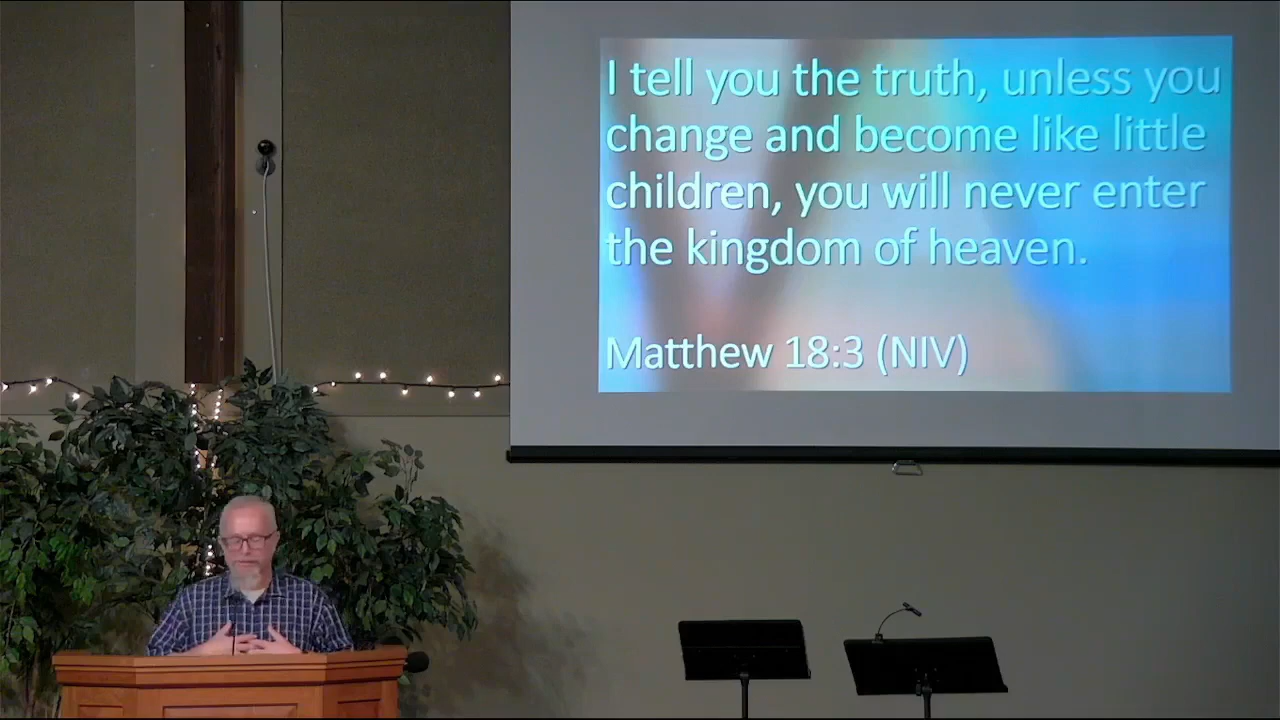 I tell you the truth, unless you
change and become like little
children, you will never enter
the kingdom of heaven.
Matthew 18:3 (NIV)